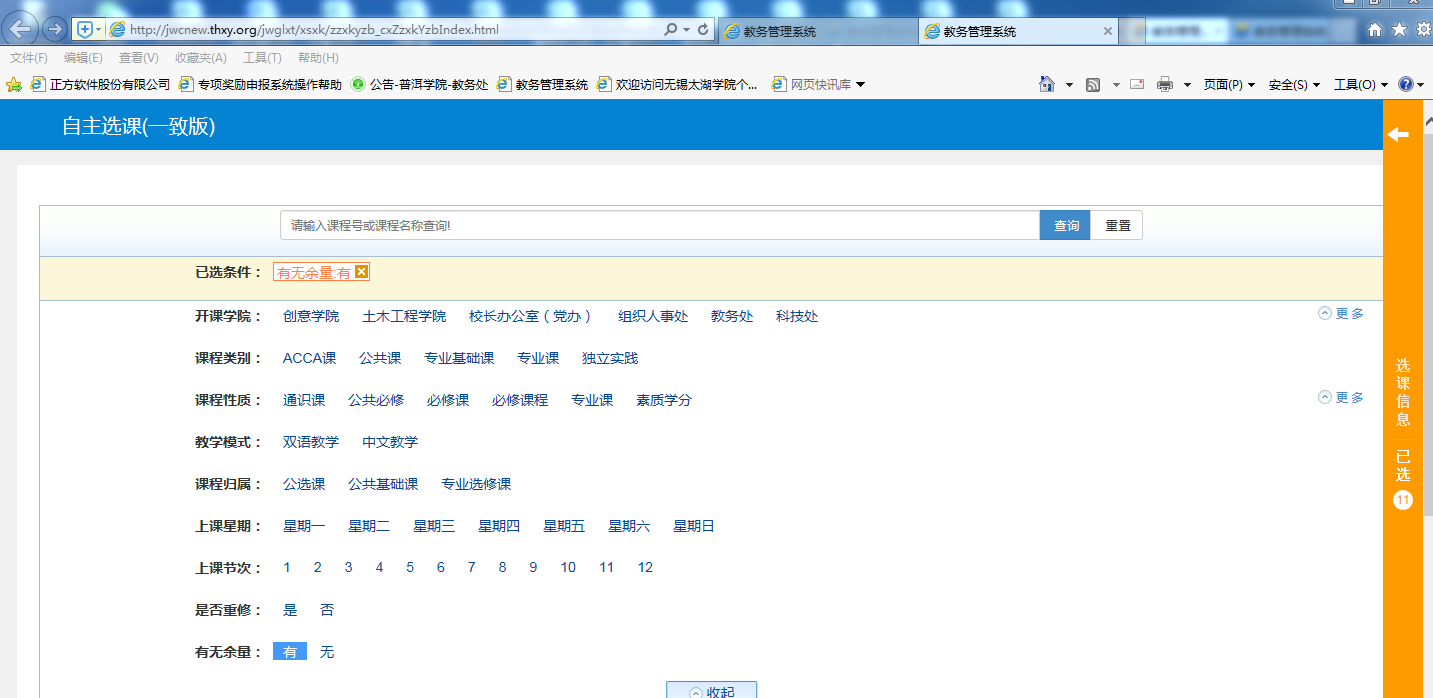 http://jwcnew.thxy.org/jwglxt/xsxk/zzxkyzb_cxZzxkYzbIndex.html 教务管理系统 教务管理系统
文件(F) 编辑(E) 查看(V) 收藏夹(A) 工具(T) 帮助(H)
正方软件股份有限公司 专项奖励申报系统操作帮助 公告-普洱学院-教务处 教务管理系统 欢迎访问无锡太湖学院个... 网页快讯库 页面(P) 安全(S) 工具(O)
自主选课(一致版)
请输入课程号或课程名称查询! 查询 重置
已选条件： 有无余量:有
开课学院： 创意学院 土木工程学院 校长办公室（党办） 组织人事处 教务处 科技处 更多
课程类别： ACCA课 公共课 专业基础课 专业课 独立实践
课程性质： 通识课 公共必修 必修课 必修课程 专业课 素质学分 更多
教学模式： 双语教学 中文教学
课程归属： 公选课 公共基础课 专业选修课
上课星期： 星期一 星期二 星期三 星期四 星期五 星期六 星期日
上课节次： 1 2 3 4 5 6 7 8 9 10 11 12
是否重修： 是 否
有无余量： 有 无
收起
选课信息
已选
11